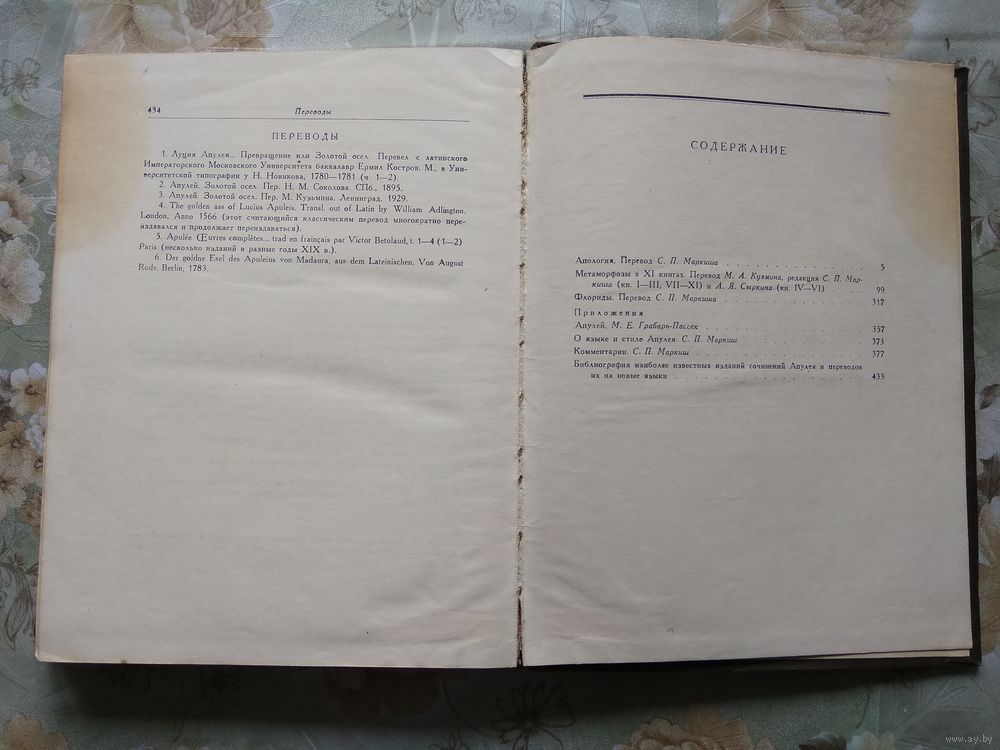 434
Переводы
ПЕРЕВОДЫ
1. Луций Апулея... Превращение или Золотой осел. Перевел с латинского
Императорского Московского Университета баккалавр Ермил Костров. М., в Уни-
верситетской типографии у Н. Новикова, 1780—1781 (ч. 1—2).
2. Апулей. Золотой осел. Пер. Н. М. Соколова. СПб., 1895.
3. Апулей. Золотой осел. Пер. М. Кузьмина. Ленинград. 1929.
4. The golden ass of Lucius Apuleis. Transl. out of Latin by William Adlington.
London, Anno 1566 (этот считающийся классическим перевод многократно пере-
издавался и продолжает переиздаваться).
5. Apulée (Œuvres complètes... trad en français par Victor Betolaud, t. 1—4 (1—2)
Paris (несколько изданий в разные годы XIX в.).
6. Der goldne Esel des Apuleius von Madaura, aus dem Lateinischen. Von August
Rode. Berlin, 1783.
СОДЕРЖАНИЕ
Апология. Перевод С. П. Маркиша . . . . . . . . . . . . . . . 5
Метаморфозы в XI книгах. Перевод М. А. Кузмина, редакция С. П. Мар-
киша (кн. I—III, VII—XI) и А. Я. Сыркина (кн. IV—VI) . . . . 99
Флориды. Перевод С. П. Маркиша . . . . . . . . . . . . . . . 317
Приложения
Апулей, М. Е. Грабарь-Пассек . . . . . . . . . . . . . . . . 357
О языке и стиле Апулея. С. П. Маркиш . . . . . . . . . . . . . 373
Комментарии. С. П. Маркиш . . . . . . . . . . . . . . . . . 377
Библиография наиболее известных изданий сочинений Апулея и переводов
их на новые языки . . . . . . . . . . . . . . . . . . . 433
www.ay.by